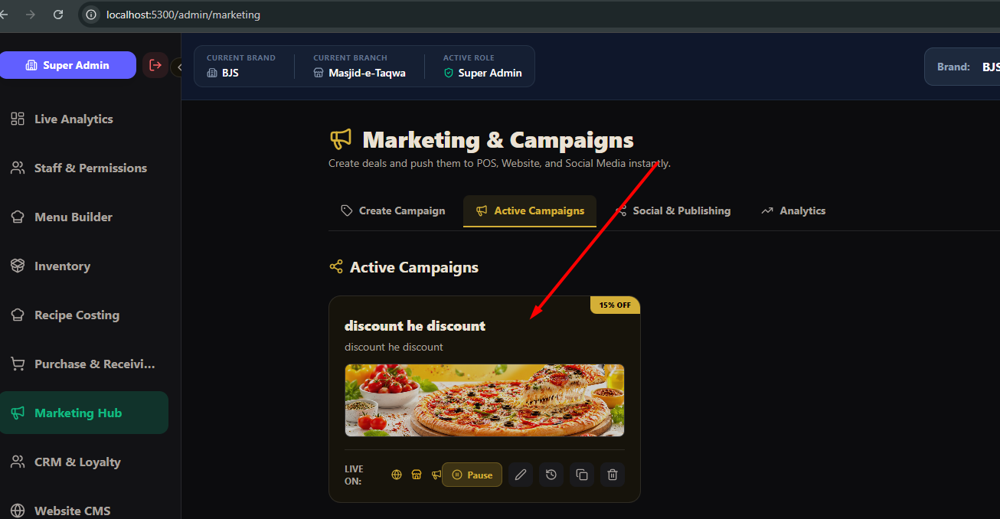 localhost:5300/admin/marketing
Super Admin
CURRENT BRAND
BJS
CURRENT BRANCH
Masjid-e-Taqwa
ACTIVE ROLE
Super Admin
Brand: BJS
Live Analytics
Staff & Permissions
Menu Builder
Inventory
Recipe Costing
Purchase & Receivi...
Marketing Hub
CRM & Loyalty
Website CMS
Marketing & Campaigns
Create deals and push them to POS, Website, and Social Media instantly.
Create Campaign
Active Campaigns
Social & Publishing
Analytics
Active Campaigns
15% OFF
discount he discount
discount he discount
LIVE
ON:
Pause